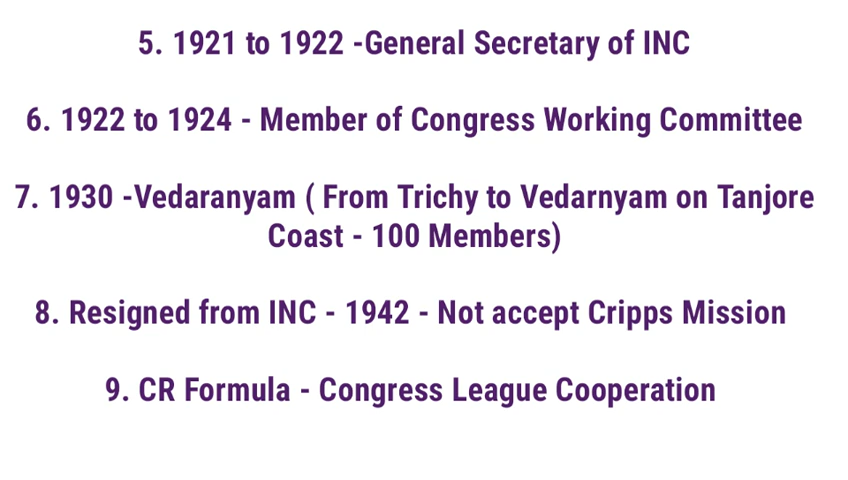 5. 1921 to 1922 -General Secretary of INC
6. 1922 to 1924 - Member of Congress Working Committee
7. 1930 -Vedaranyam ( From Trichy to Vedarnyam on Tanjore
Coast - 100 Members)
8. Resigned from INC - 1942 - Not accept Cripps Mission
9. CR Formula - Congress League Cooperation